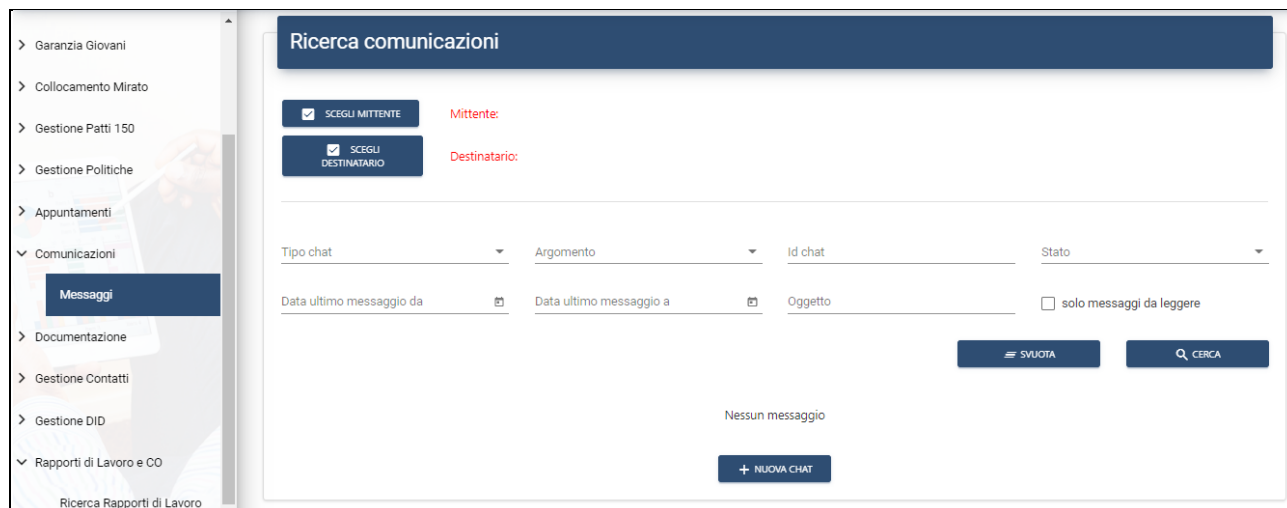 Garanzia Giovani
Collocamento Mirato
Gestione Patti 150
Gestione Politiche
Appuntamenti
Comunicazioni
Messaggi
Documentazione
Gestione Contatti
Gestione DID
Rapporti di Lavoro e CO
Ricerca Rapporti di Lavoro
Ricerca comunicazioni
SCEGLI MITTENTE
Mittente:
SCEGLI
DESTINATARIO
Destinatario:
Tipo chat
Argomento
Id chat
Stato
Data ultimo messaggio da
Data ultimo messaggio a
Oggetto
solo messaggi da leggere
SVUOTA
CERCA
Nessun messaggio
+ NUOVA CHAT